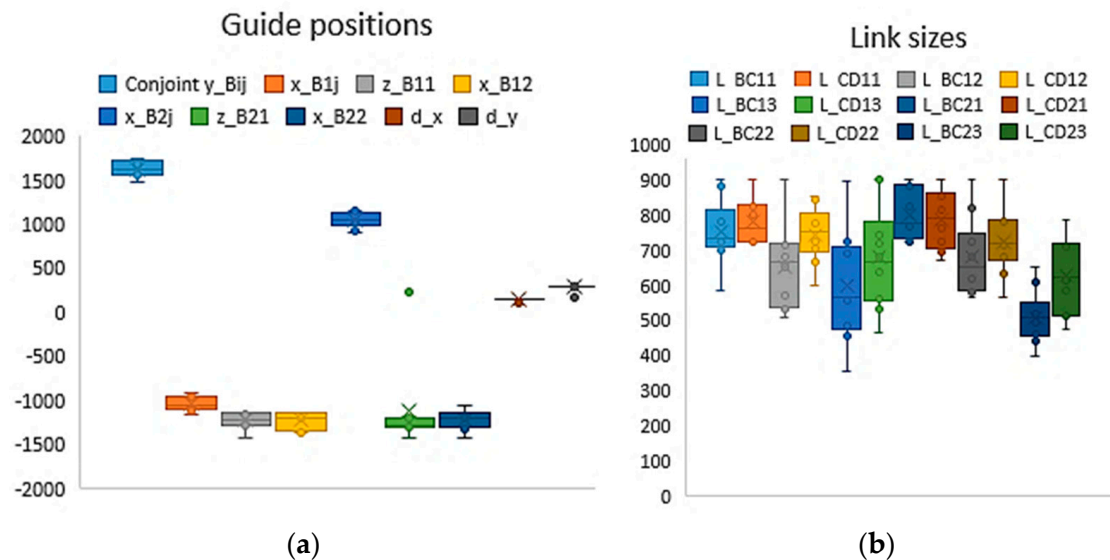 Guide positions
Conjoint y_Bij x_B1j z_B11 x_B12
x_B2j z_B21 x_B22 d_x d_y
2000
1500
1000
500
0
-500
-1000
-1500
-2000
(a)
Link sizes
L_BC11 L_CD11 L_BC12 L_CD12
L_BC13 L_CD13 L_BC21 L_CD21
L_BC22 L_CD22 L_BC23 L_CD23
1000
900
800
700
600
500
400
300
200
100
0
(b)